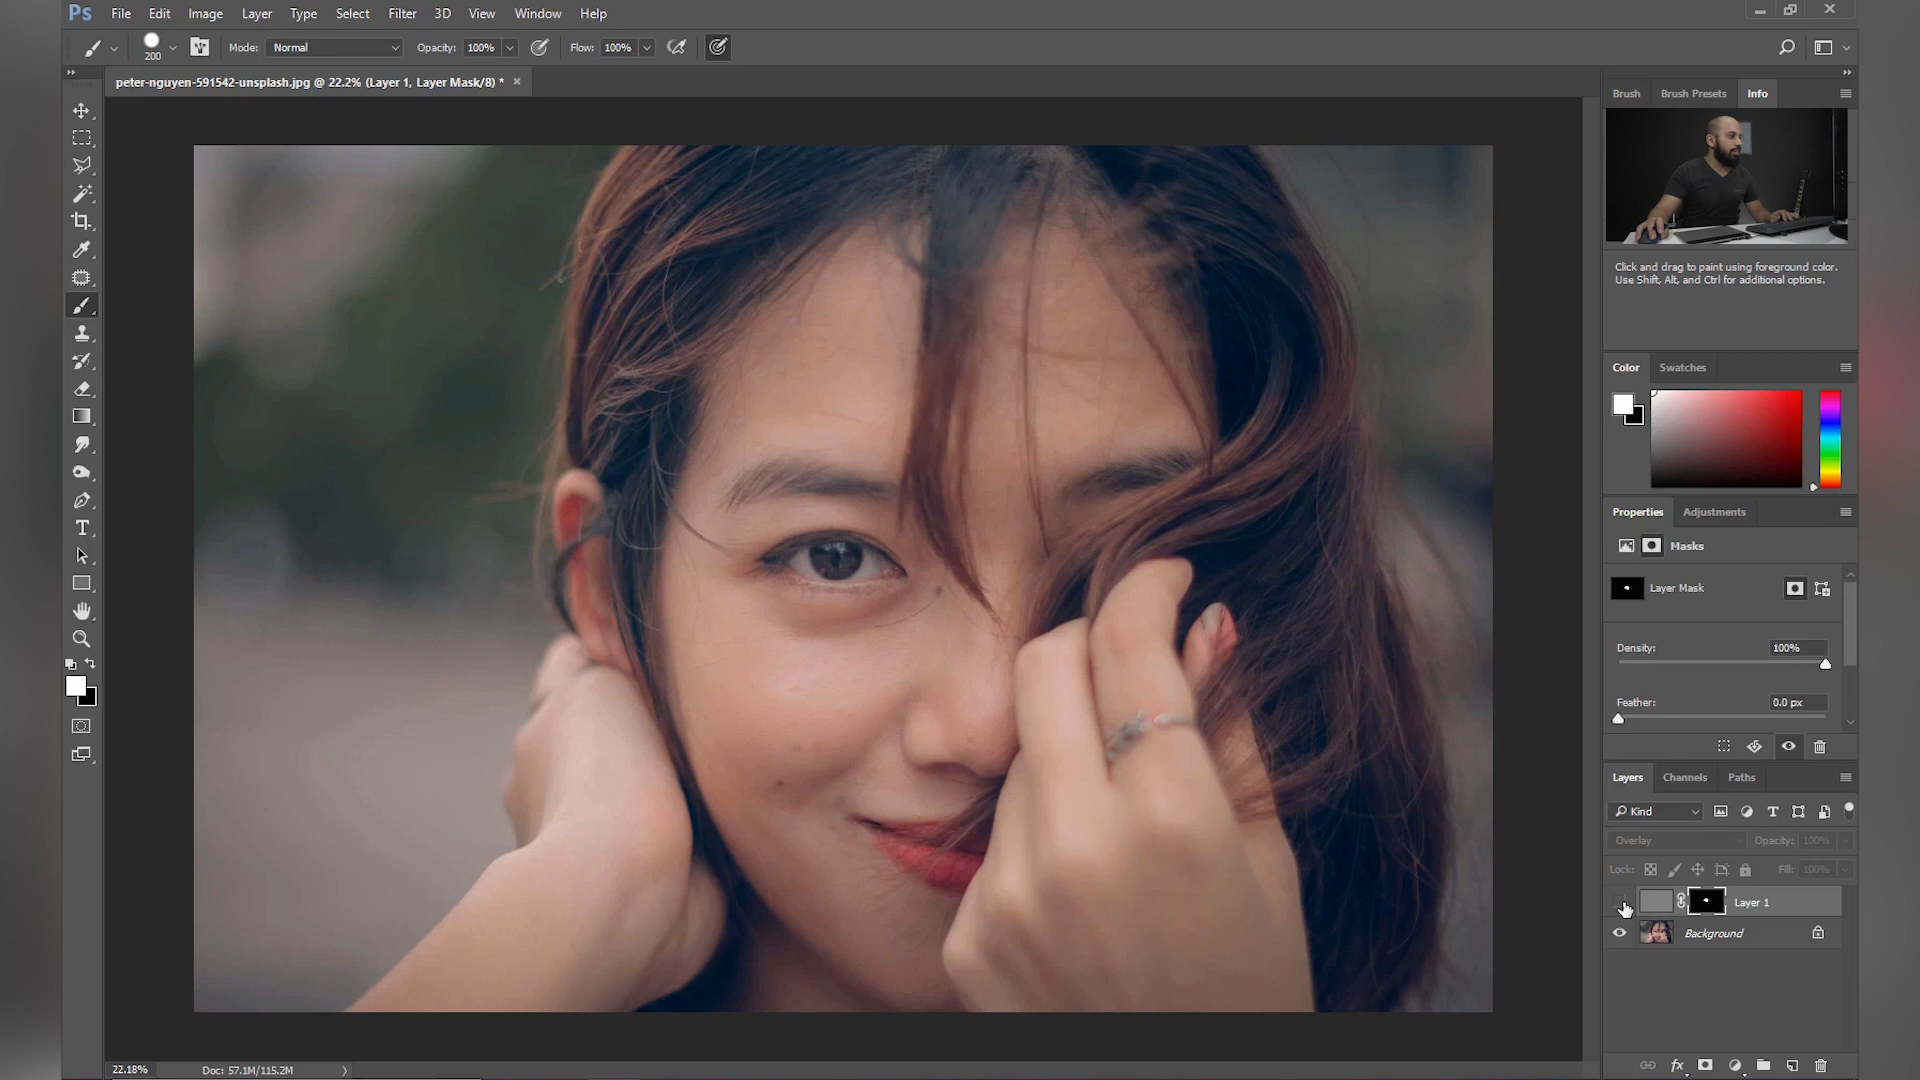 Ps File Edit Image Layer Type Select Filter 3D View Window Help
200 Mode: Normal Opacity: 100% Flow: 100%
peter-nguyen-591542-unsplash.jpg @ 22.2% (Layer 1, Layer Mask/8) *
Brush Brush Presets Info
Click and drag to paint using foreground color.
Use Shift, Alt, and Ctrl for additional options.
Color Swatches
Properties Adjustments
Masks
Layer Mask
Density: 100%
Feather: 0.0 px
Layers Channels Paths
Kind
Overlay Opacity: 100%
Lock: Fill: 100%
Layer 1
Background
fx
22.18% Doc: 57.1M/115.2M